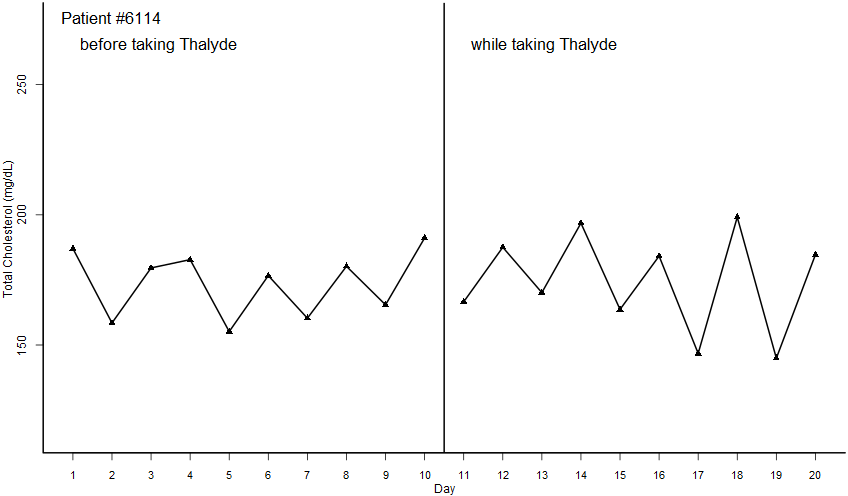 Patient #6114
before taking Thalyde
while taking Thalyde
Total Cholesterol (mg/dL)
250
200
150
1 2 3 4 5 6 7 8 9 10 11 12 13 14 15 16 17 18 19 20
Day